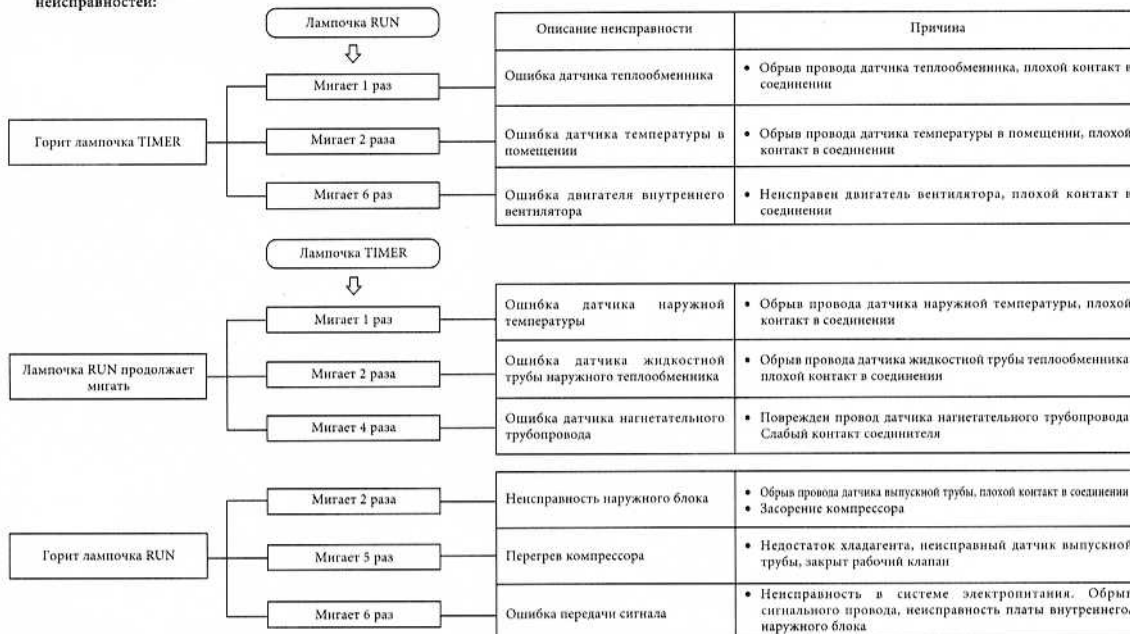 неисправностей:
Лампочка RUN
Описание неисправности
Причина
Горит лампочка TIMER
Мигает 1 раз
Ошибка датчика теплообменника
• Обрыв провода датчика теплообменника, плохой контакт в
соединении
Мигает 2 раза
Ошибка датчика температуры в
помещении
• Обрыв провода датчика температуры в помещении, плохой
контакт в соединении
Мигает 6 раз
Ошибка двигателя внутреннего
вентилятора
• Неисправен двигатель вентилятора, плохой контакт в
соединении
Лампочка TIMER
Лампочка RUN продолжает
мигать
Мигает 1 раз
Ошибка датчика наружной
температуры
• Обрыв провода датчика наружной температуры, плохой
контакт в соединении
Мигает 2 раза
Ошибка датчика жидкостной
трубы наружного теплообменника
• Обрыв провода датчика жидкостной трубы теплообменника
плохой контакт в соединении
Мигает 4 раза
Ошибка датчика нагнетательного
трубопровода
• Поврежден провод датчика нагнетательного трубопровода
Слабый контакт соединителя
Горит лампочка RUN
Мигает 2 раза
Неисправность наружного блока
• Обрыв провода датчика выпускной трубы, плохой контакт в соединении
• Засорение компрессора
Мигает 5 раз
Перегрев компрессора
• Недостаток хладагента, неисправный датчик выпускной
трубы, закрыт рабочий клапан
Мигает 6 раз
Ошибка передачи сигнала
• Неисправность в системе электропитания. Обрыв
сигнального провода, неисправность платы внутреннего/
наружного блока